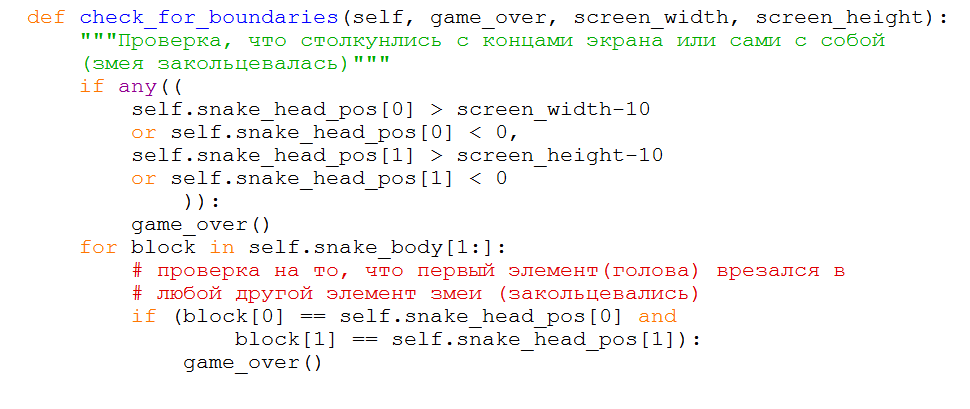 def check_for_boundaries(self, game_over, screen_width, screen_height):
"""Проверка, что столкунлись с концами экрана или сами с собой
(змея закольцевалась)"""
if any((
self.snake_head_pos[0] > screen_width-10
or self.snake_head_pos[0] < 0,
self.snake_head_pos[1] > screen_height-10
or self.snake_head_pos[1] < 0
)):
game_over()
for block in self.snake_body[1:]:
# проверка на то, что первый элемент(голова) врезался в
# любой другой элемент змеи (закольцевались)
if (block[0] == self.snake_head_pos[0] and
block[1] == self.snake_head_pos[1]):
game_over()